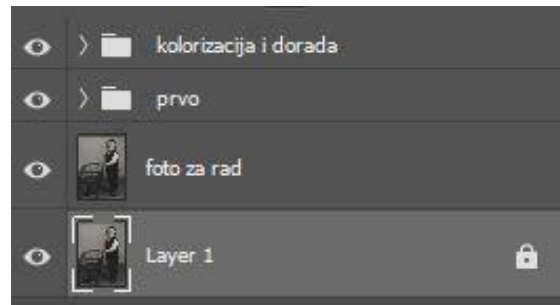 kolorizacija i dorada
prvo
foto za rad
Layer 1